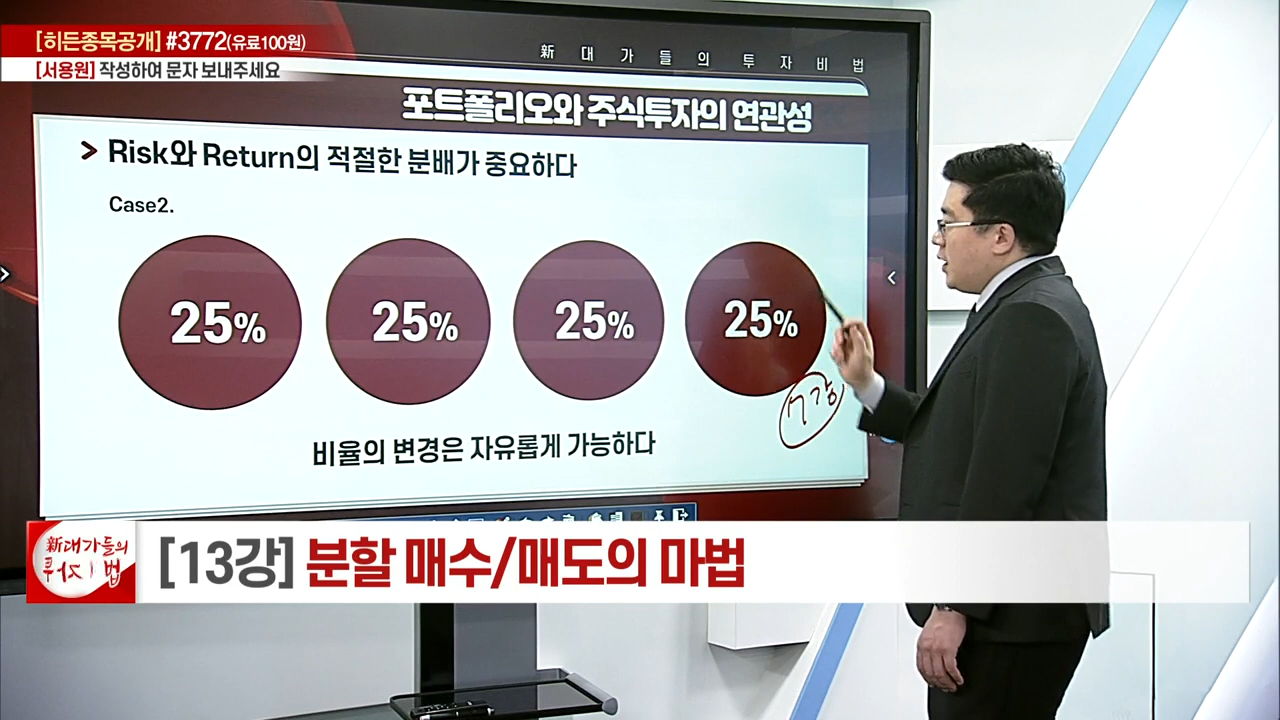 [히든종목공개] #3772(유료100원)
[서용원] 작성하여 문자 보내주세요
新 대가들의 투자비법
포트폴리오와 주식투자의 연관성
Risk와 Return의 적절한 분배가 중요하다
Case2.
25% 25% 25% 25%
비율의 변경은 자유롭게 가능하다
新대가들의
투자비법
[13강] 분할 매수/매도의 마법